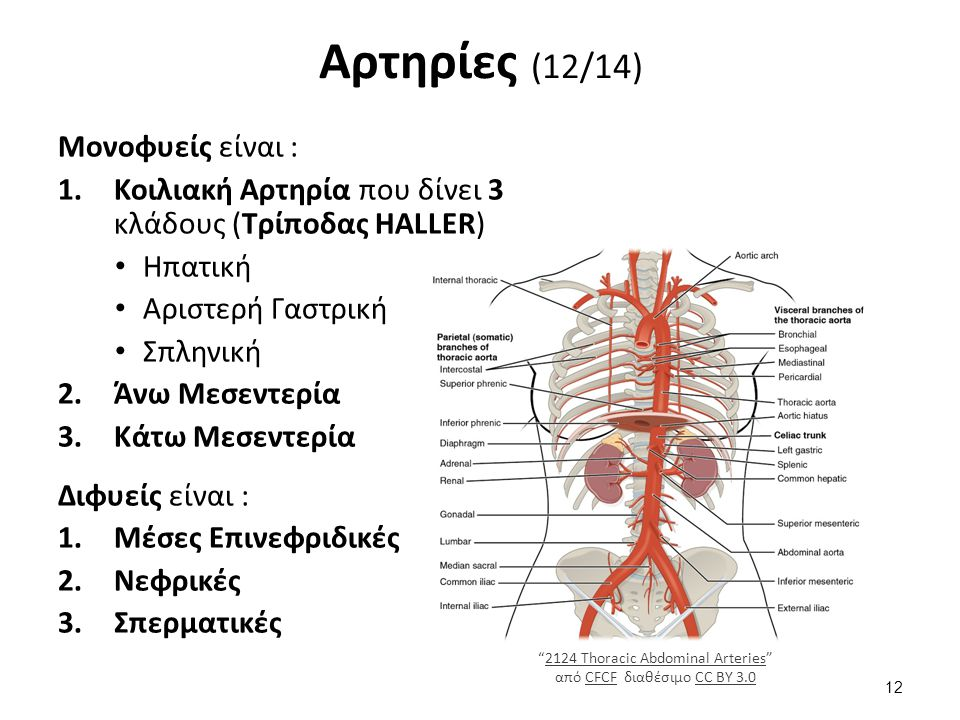 Αρτηρίες (12/14)
Μονοφυείς είναι :
1. Κοιλιακή Αρτηρία που δίνει 3
κλάδους (Τρίποδας HALLER)
• Ηπατική
• Αριστερή Γαστρική
• Σπληνική
2. Άνω Μεσεντερία
3. Κάτω Μεσεντερία
Διφυείς είναι :
1. Μέσες Επινεφριδικές
2. Νεφρικές
3. Σπερματικές
Internal thoracic
Parietal (somatic)
branches of
thoracic aorta
Intercostal
Superior phrenic
Inferior phrenic
Diaphragm
Adrenal
Renal
Gonadal
Lumbar
Median sacral
Common iliac
Internal iliac
Aortic arch
Visceral branches of
the thoracic aorta
Bronchial
Esophageal
Mediastinal
Pericardial
Thoracic aorta
Aortic hiatus
Celiac trunk
Left gastric
Splenic
Common hepatic
Superior mesenteric
Abdominal aorta
Inferior mesenteric
External iliac
“2124 Thoracic Abdominal Arteries”
από CFCF διαθέσιμο CC BY 3.0
12